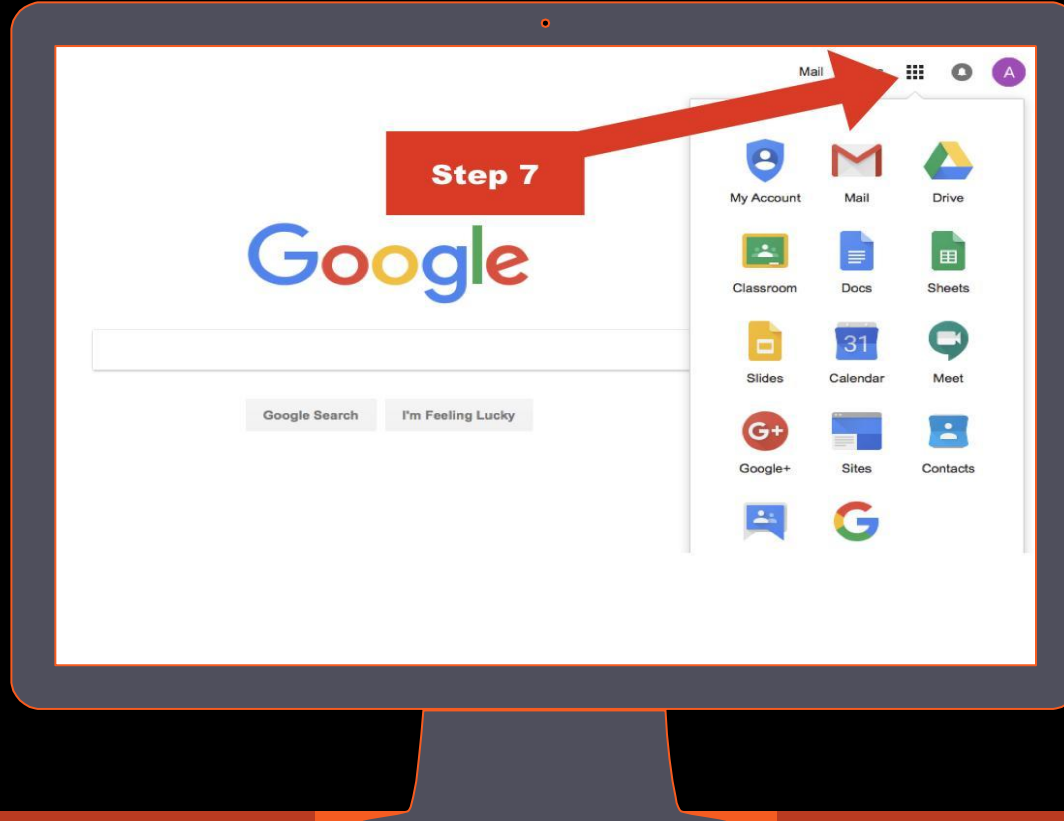 Mail
A
Step 7
Google
My Account Mail Drive
Classroom Docs Sheets
31
Slides Calendar Meet
Google Search I'm Feeling Lucky
G+
Google+ Sites Contacts
G